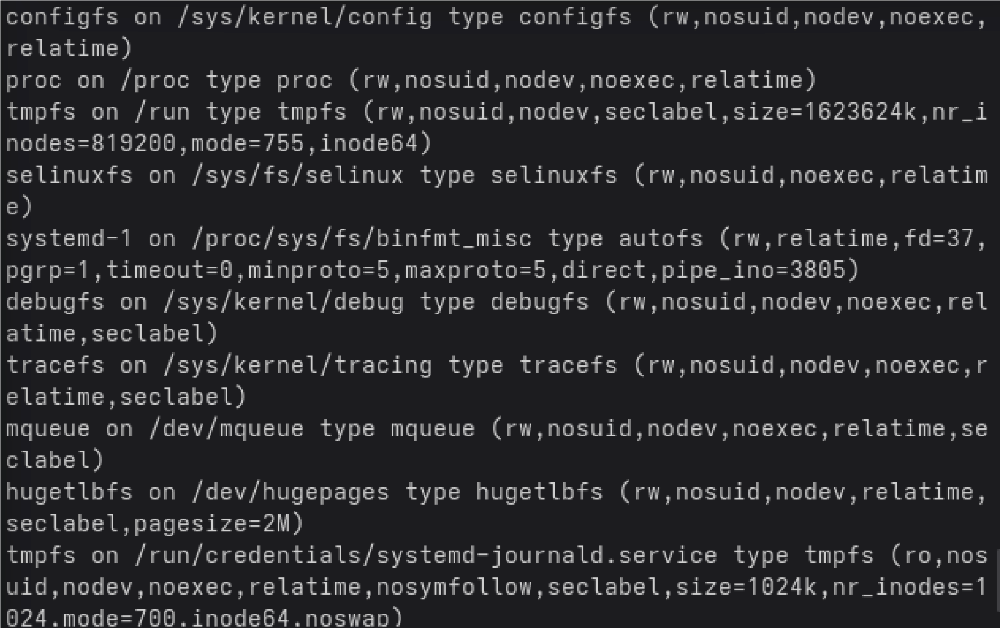 configfs on /sys/kernel/config type configfs (rw,nosuid,nodev,noexec,
relatime)
proc on /proc type proc (rw,nosuid,nodev,noexec,relatime)
tmpfs on /run type tmpfs (rw,nosuid,nodev,seclabel,size=1623624k,nr_i
nodes=819200,mode=755,inode64)
selinuxfs on /sys/fs/selinux type selinuxfs (rw,nosuid,noexec,relatim
e)
systemd-1 on /proc/sys/fs/binfmt_misc type autofs (rw,relatime,fd=37,
pgrp=1,timeout=0,minproto=5,maxproto=5,direct,pipe_ino=3805)
debugfs on /sys/kernel/debug type debugfs (rw,nosuid,nodev,noexec,rel
atime,seclabel)
tracefs on /sys/kernel/tracing type tracefs (rw,nosuid,nodev,noexec,r
elatime,seclabel)
mqueue on /dev/mqueue type mqueue (rw,nosuid,nodev,noexec,relatime,se
clabel)
hugetlbfs on /dev/hugepages type hugetlbfs (rw,nosuid,nodev,relatime,
seclabel,pagesize=2M)
tmpfs on /run/credentials/systemd-journald.service type tmpfs (ro,nos
uid,nodev,noexec,relatime,nosymfollow,seclabel,size=1024k,nr_inodes=1
024,mode=700,inode64,noswap)